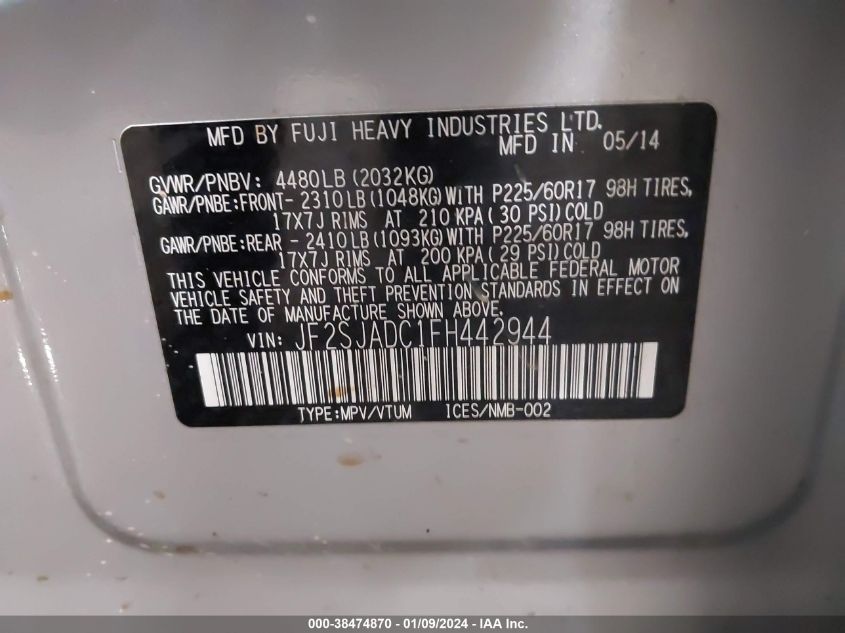 MFD BY FUJI HEAVY INDUSTRIES LTD.
MFD IN 05/14
GVWR/PNBV: 4480LB (2032KG)
GAWR/PNBE:FRONT- 2310LB (1048KG)WITH P225/60R17 98H TIRES,
17X7J RIMS AT 210 KPA ( 30 PSI)COLD
GAWR/PNBE:REAR - 2410LB (1093KG)WITH P225/60R17 98H TIRES,
17X7J RIMS AT 200 KPA ( 29 PSI)COLD
THIS VEHICLE CONFORMS TO ALL APPLICABLE FEDERAL MOTOR
VEHICLE SAFETY AND THEFT PREVENTION STANDARDS IN EFFECT ON
THE DATE OF MANUFACTURE SHOWN ABOVE.
VIN: JF2SJADC1FH442944
TYPE:MPV/VTUM ICES/NMB-002
000-38474870 - 01/09/2024 - IAA Inc.